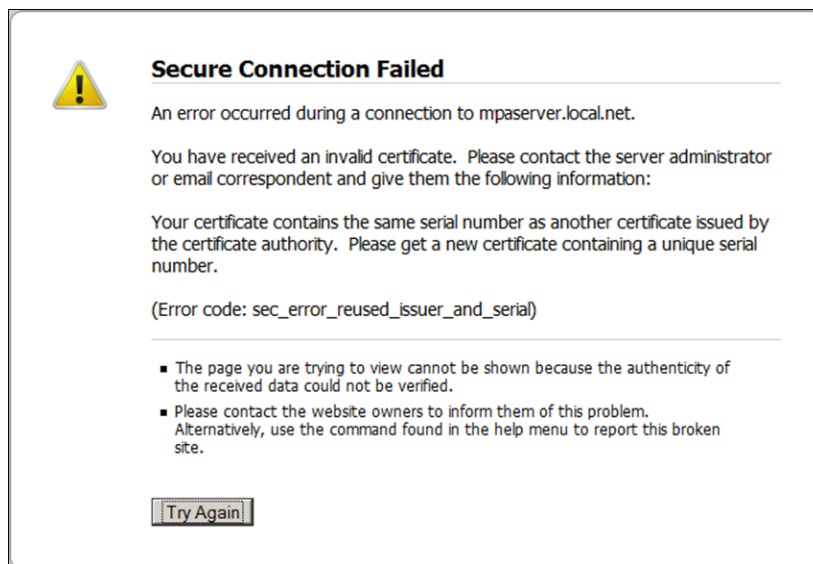 Secure Connection Failed
An error occurred during a connection to mpaserver.local.net.
You have received an invalid certificate.  Please contact the server administrator
or email correspondent and give them the following information:
Your certificate contains the same serial number as another certificate issued by
the certificate authority.  Please get a new certificate containing a unique serial
number.
(Error code: sec_error_reused_issuer_and_serial)
▪ The page you are trying to view cannot be shown because the authenticity of
the received data could not be verified.
▪ Please contact the website owners to inform them of this problem.
Alternatively, use the command found in the help menu to report this broken
site.
Try Again